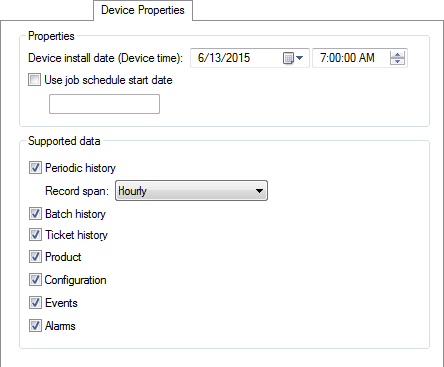 Device Properties
Properties
Device install date (Device time): 6/13/2015 7:00:00 AM
Use job schedule start date
Supported data
Periodic history
Record span: Hourly
Batch history
Ticket history
Product
Configuration
Events
Alarms